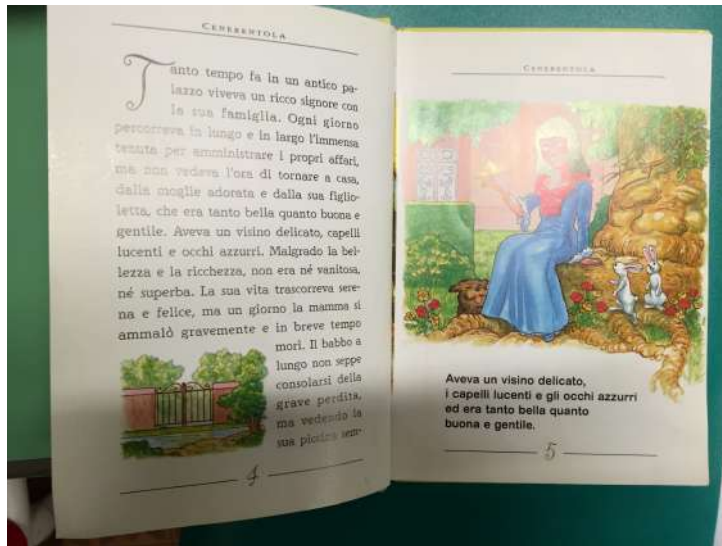 CENERENTOLA
Tanto tempo fa in un antico pa-
lazzo viveva un ricco signore con
la sua famiglia. Ogni giorno
percorreva in lungo e in largo l'immensa
tenuta per amministrare i propri affari,
ma non vedeva l'ora di tornare a casa,
dalla moglie adorata e dalla sua figlio-
letta, che era tanto bella quanto buona e
gentile. Aveva un visino delicato, capelli
lucenti e occhi azzurri. Malgrado la bel-
lezza e la ricchezza, non era né vanitosa,
né superba. La sua vita trascorreva sere-
na e felice, ma un giorno la mamma si
ammalò gravemente e in breve tempo
morì. Il babbo a
lungo non seppe
consolarsi della
grave perdita,
ma vedendo la
sua piccina sem-
4
CENERENTOLA
Aveva un visino delicato,
i capelli lucenti e gli occhi azzurri
ed era tanto bella quanto
buona e gentile.
5